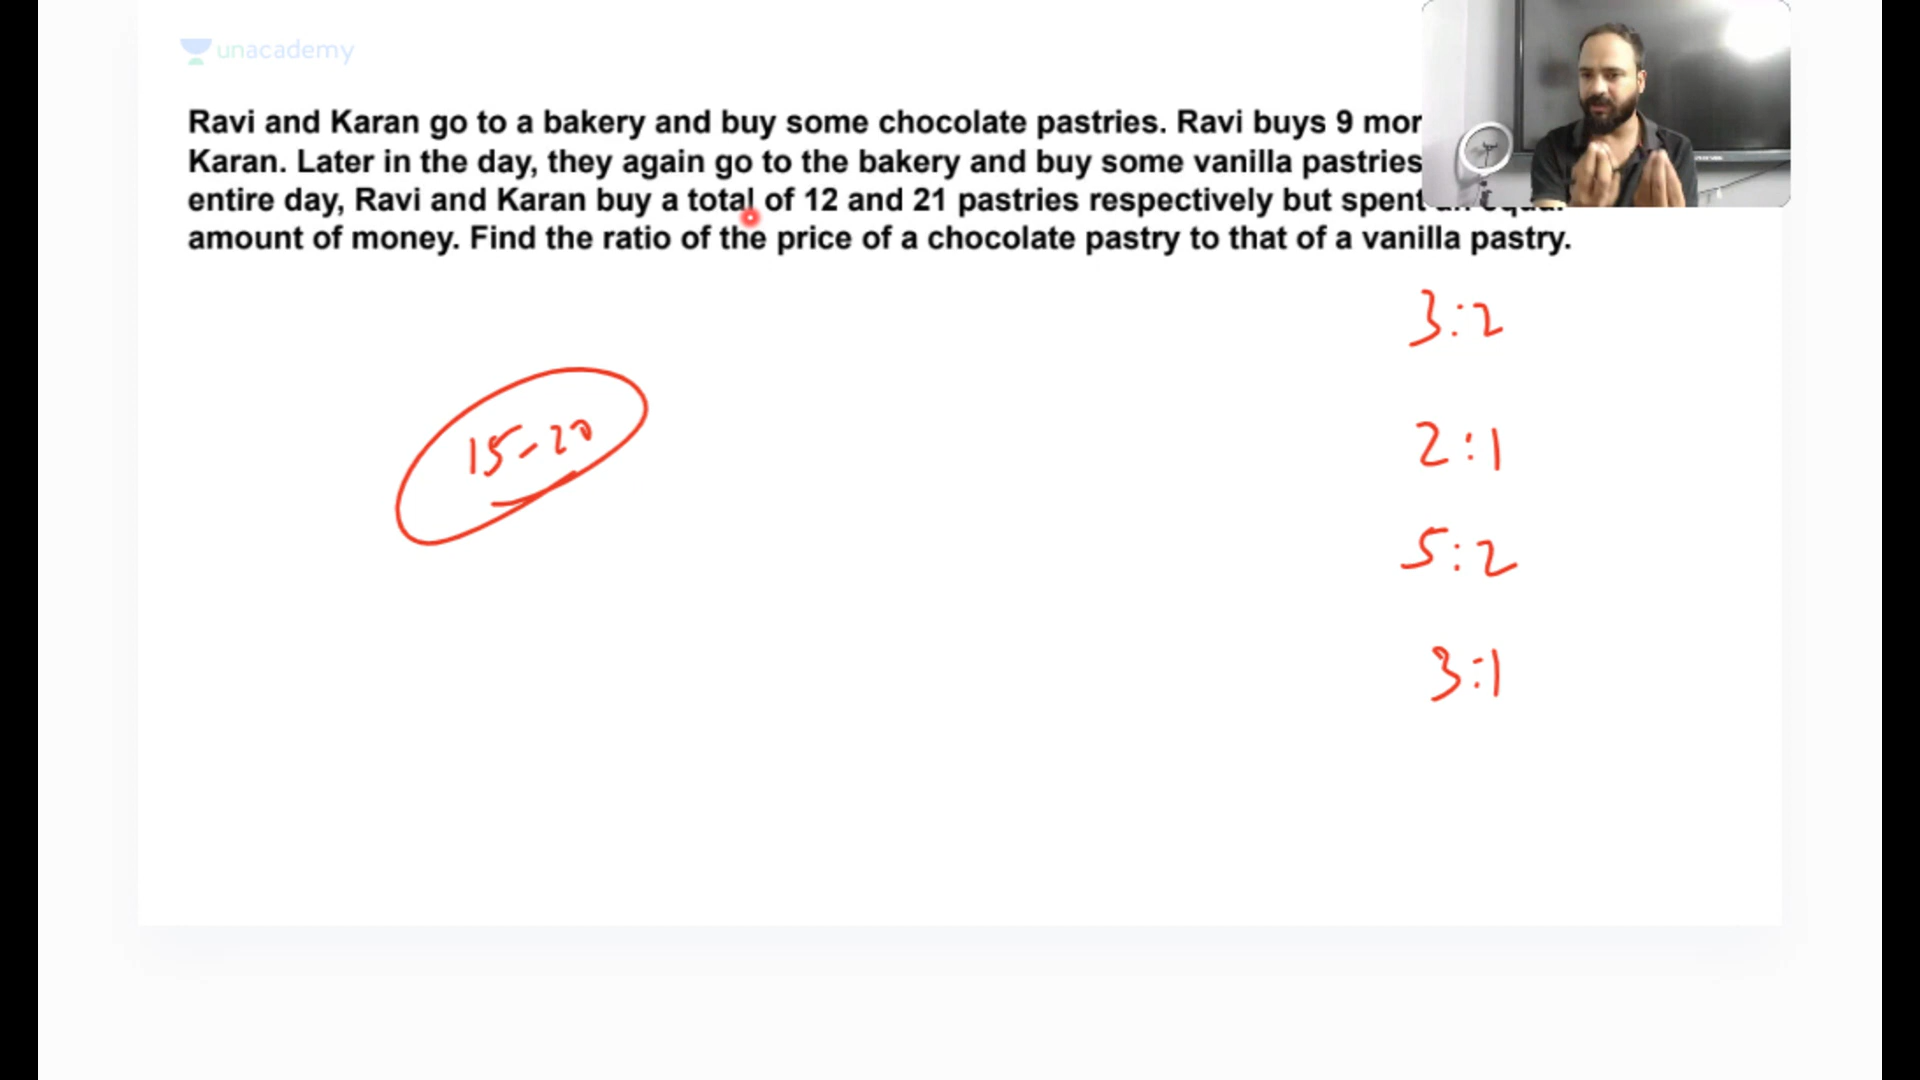 unacademy
Ravi and Karan go to a bakery and buy some chocolate pastries. Ravi buys 9 mor
Karan. Later in the day, they again go to the bakery and buy some vanilla pastries
entire day, Ravi and Karan buy a total of 12 and 21 pastries respectively but spent
amount of money. Find the ratio of the price of a chocolate pastry to that of a vanilla pastry.
3:2
15-20
2:1
5:2
3:1